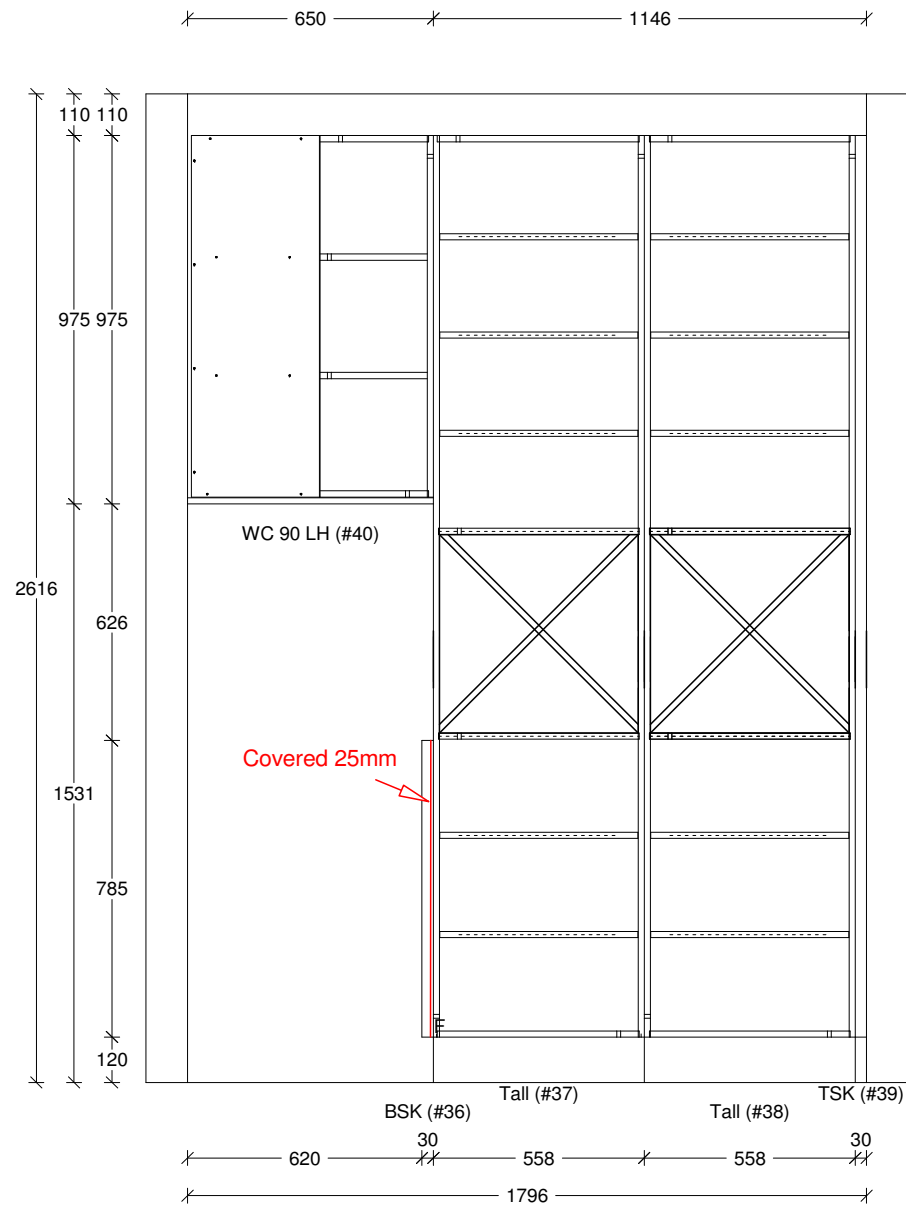 650
1146
110 110
975 975
WC 90 LH (#40)
2616
626
Covered 25mm
1531
785
E
120
Tall (#37)
TSK (#39)
BSK (#36)
Tall (#38)
30
30
620
558
558
1796